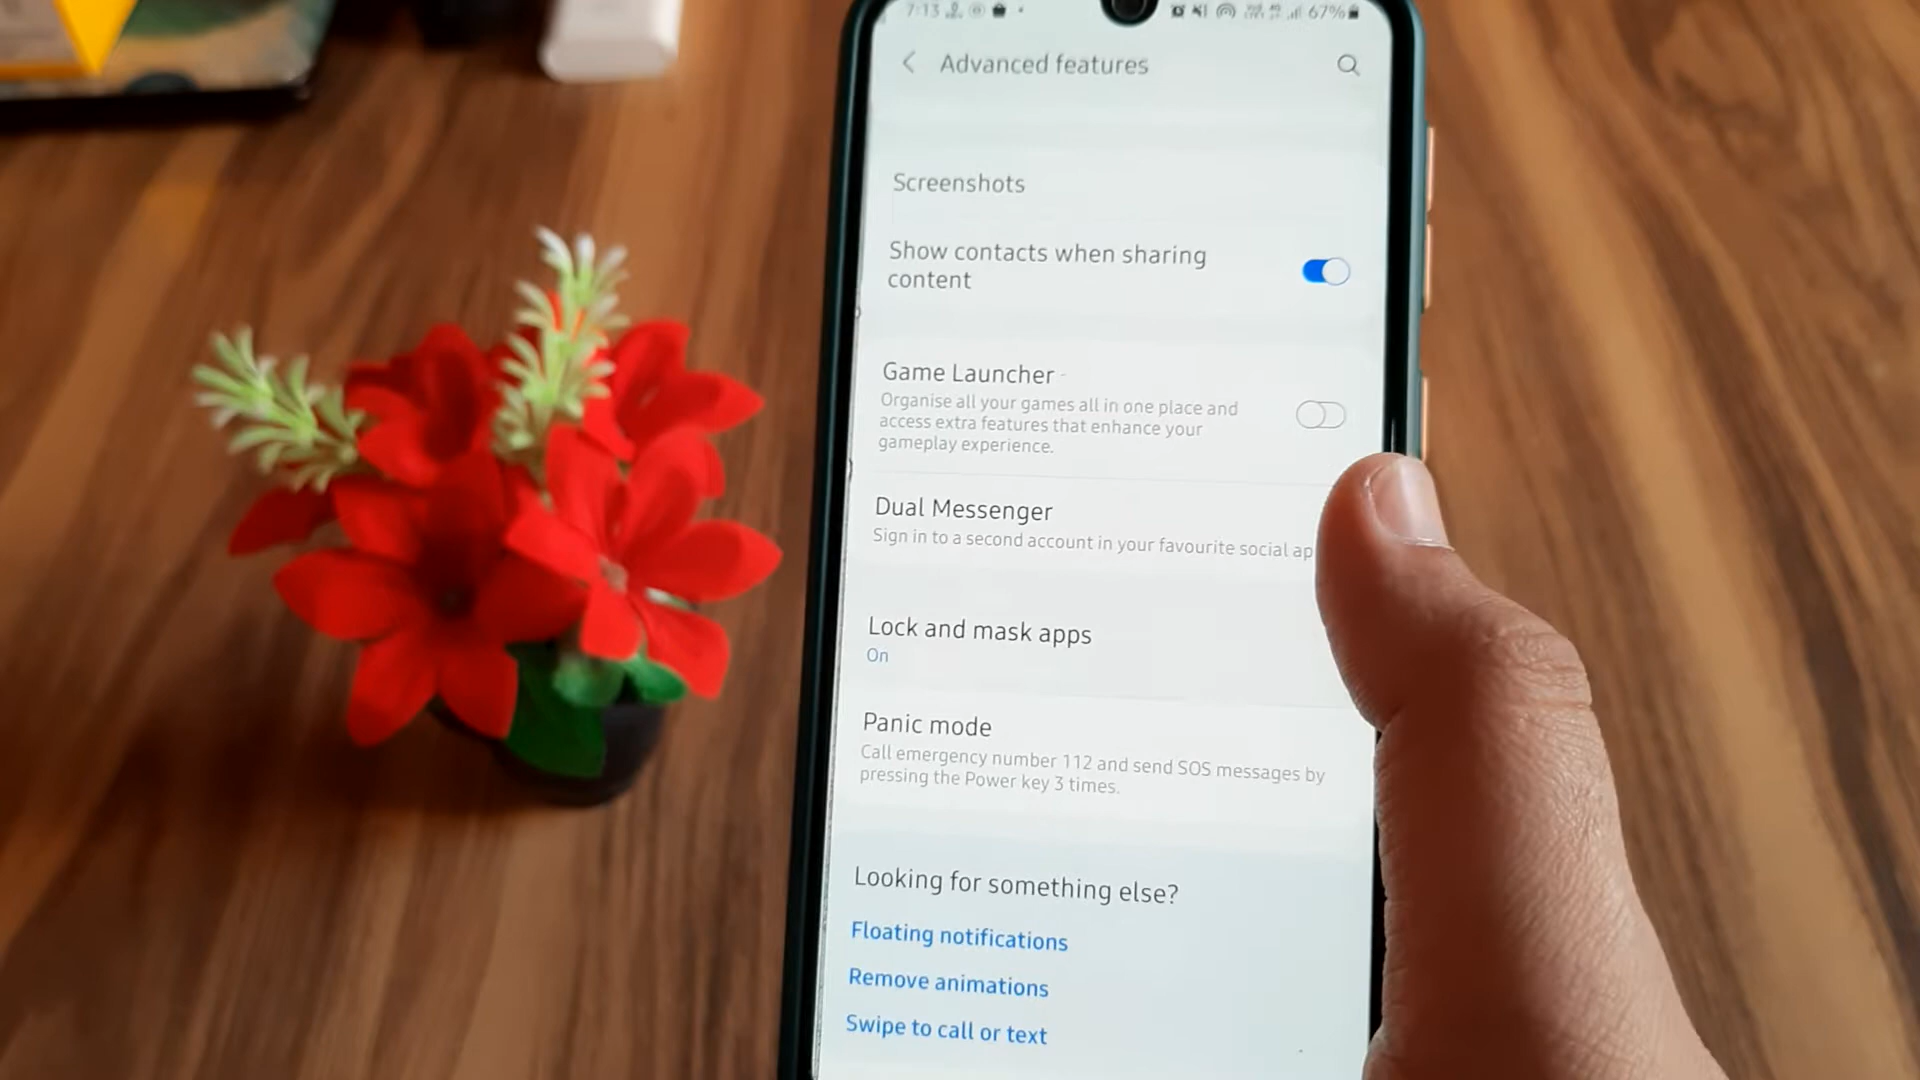 7:13
67%
Advanced features
Screenshots
Show contacts when sharing
content
Game Launcher
Organise all your games all in one place and
access extra features that enhance your
gameplay experience.
Dual Messenger
Sign in to a second account in your favourite social ap
Lock and mask apps
On
Panic mode
Call emergency number 112 and send SOS messages by
pressing the Power key 3 times.
Looking for something else?
Floating notifications
Remove animations
Swipe to call or text